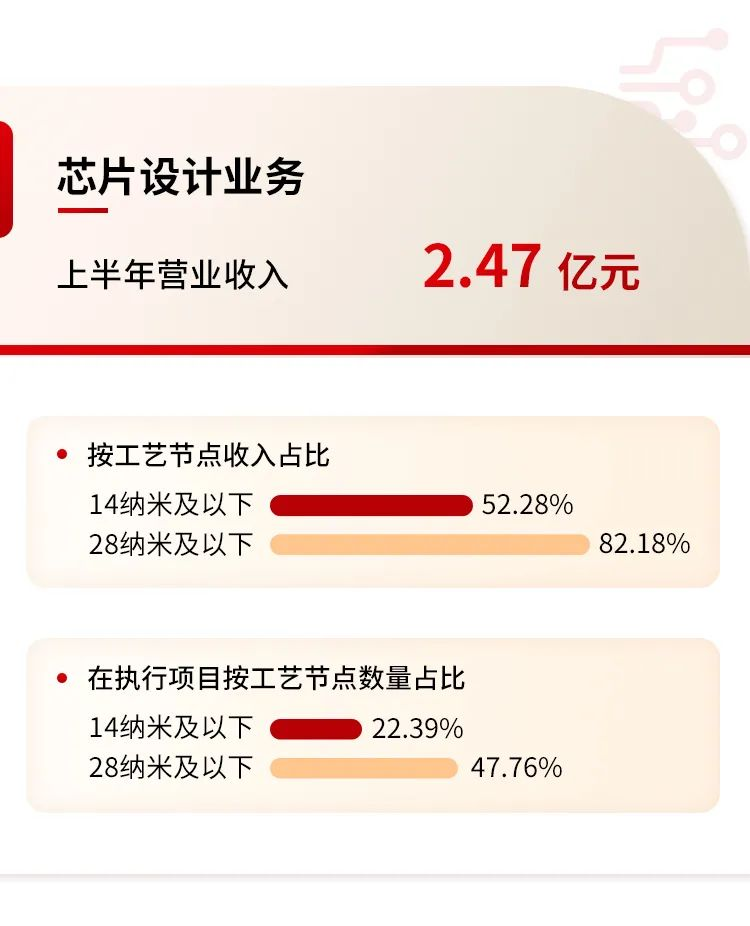 芯片设计业务
上半年营业收入 2.47 亿元
按工艺节点收入占比
14纳米及以下 52.28%
28纳米及以下 82.18%
在执行项目按工艺节点数量占比
14纳米及以下 22.39%
28纳米及以下 47.76%